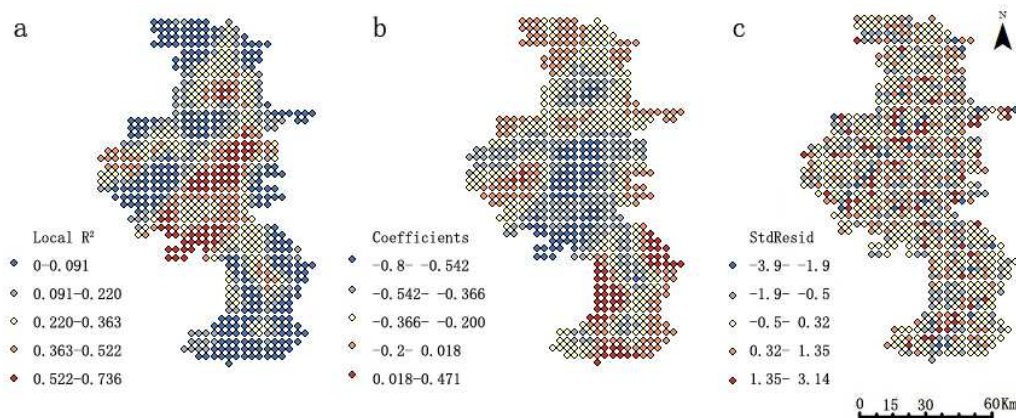 a
b
c
N
Local R²
0-0.091
0.091-0.220
0.220-0.363
0.363-0.522
0.522-0.736
Coefficients
-0.8- -0.542
-0.542- -0.366
-0.366- -0.200
-0.2- 0.018
0.018-0.471
StdResid
-3.9- -1.9
-1.9- -0.5
-0.5- 0.32
0.32- 1.35
1.35- 3.14
0 15 30 60Km